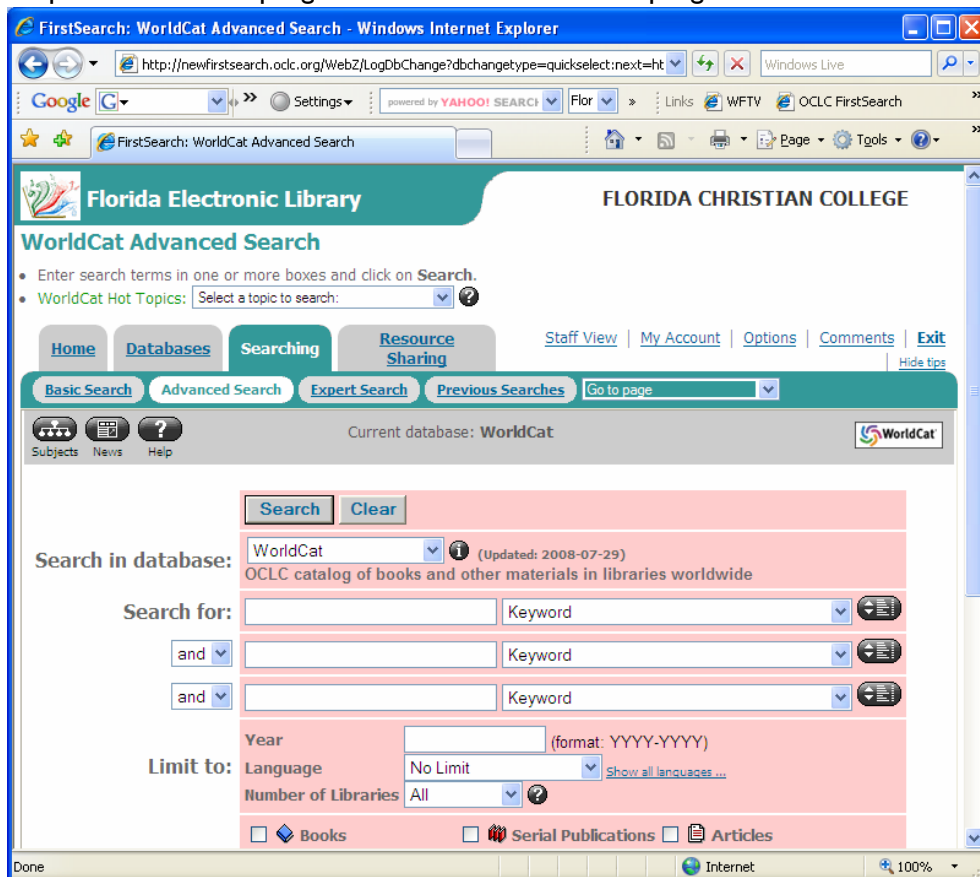 FirstSearch: WorldCat Advanced Search - Windows Internet Explorer
http://newfirstsearch.oclc.org/WebZ/LogDbChange?dbchangetype=quickselect:next=ht
Windows Live
Google G Settings powered by YAHOO! SEARCH Flor » Links WFTV OCLC FirstSearch »
FirstSearch: WorldCat Advanced Search Page Tools »
Florida Electronic Library FLORIDA CHRISTIAN COLLEGE
WorldCat Advanced Search
• Enter search terms in one or more boxes and click on Search.
• WorldCat Hot Topics: Select a topic to search: ?
Home Databases Searching Resource Sharing Staff View | My Account | Options | Comments | Exit
| Hide tips
Basic Search Advanced Search Expert Search Previous Searches Go to page
Subjects News Help Current database: WorldCat WorldCat
Search Clear
Search in database: WorldCat (Updated: 2008-07-29)
OCLC catalog of books and other materials in libraries worldwide
Search for: Keyword
and Keyword
and Keyword
Year (format: YYYY-YYYY)
Limit to: Language No Limit Show all languages ...
Number of Libraries All ?
Books Serial Publications Articles
Done Internet 100%